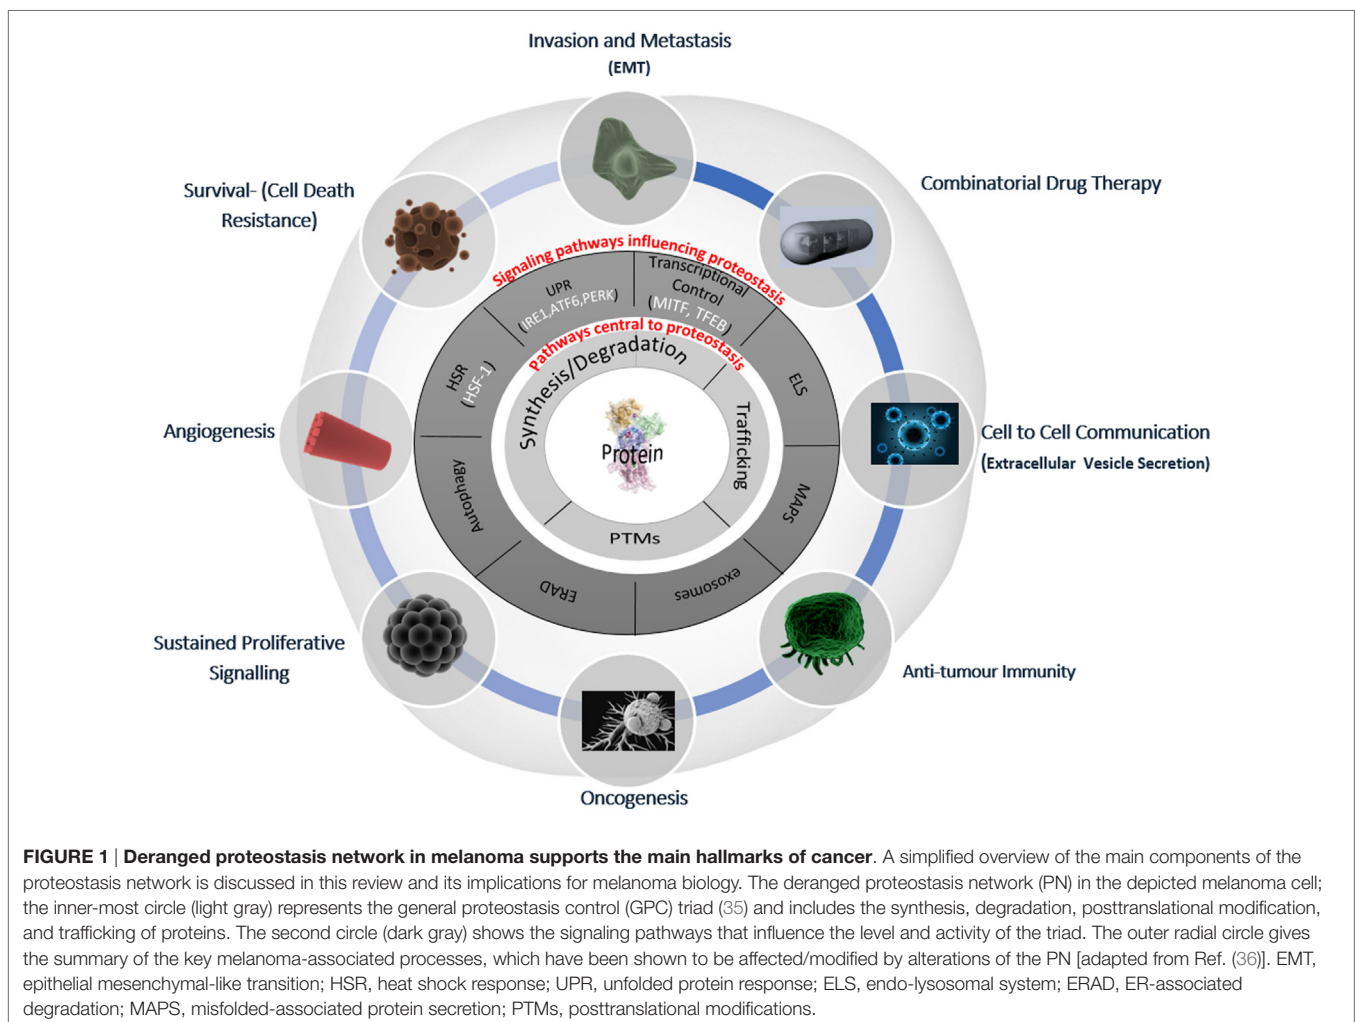 Invasion and Metastasis
(EMT)
Survival- (Cell Death
Resistance)
Combinatorial Drug Therapy
Signaling pathways influencing proteostasis
UPR
(IRE1,ATF6,PERK)
Transcriptional
Control
(MITF, TFEB)
Pathways central to proteostasis
HSR
(HSF-1)
Synthesis/Degradation
ELS
Angiogenesis
Protein
Trafficking
Cell to Cell Communication
(Extracellular Vesicle Secretion)
Autophagy
MAPS
PTMs
ERAD
exosomes
Sustained Proliferative
Signalling
Anti-tumour Immunity
Oncogenesis
FIGURE 1 | Deranged proteostasis network in melanoma supports the main hallmarks of cancer. A simplified overview of the main components of the
proteostasis network is discussed in this review and its implications for melanoma biology. The deranged proteostasis network (PN) in the depicted melanoma cell;
the inner-most circle (light gray) represents the general proteostasis control (GPC) triad (35) and includes the synthesis, degradation, posttranslational modification,
and trafficking of proteins. The second circle (dark gray) shows the signaling pathways that influence the level and activity of the triad. The outer radial circle gives
the summary of the key melanoma-associated processes, which have been shown to be affected/modified by alterations of the PN [adapted from Ref. (36)]. EMT,
epithelial mesenchymal-like transition; HSR, heat shock response; UPR, unfolded protein response; ELS, endo-lysosomal system; ERAD, ER-associated
degradation; MAPS, misfolded-associated protein secretion; PTMs, posttranslational modifications.